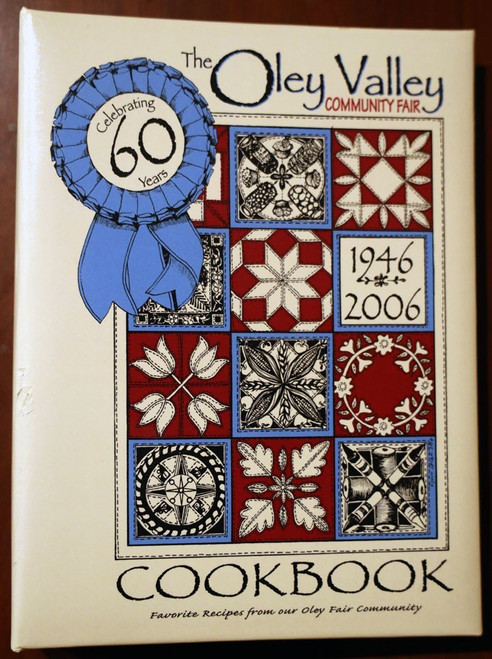 The Oley Valley
COMMUNITY FAIR
Celebrating
60
Years
1946
2006
COOKBOOK
Favorite Recipes from our Oley Fair Community